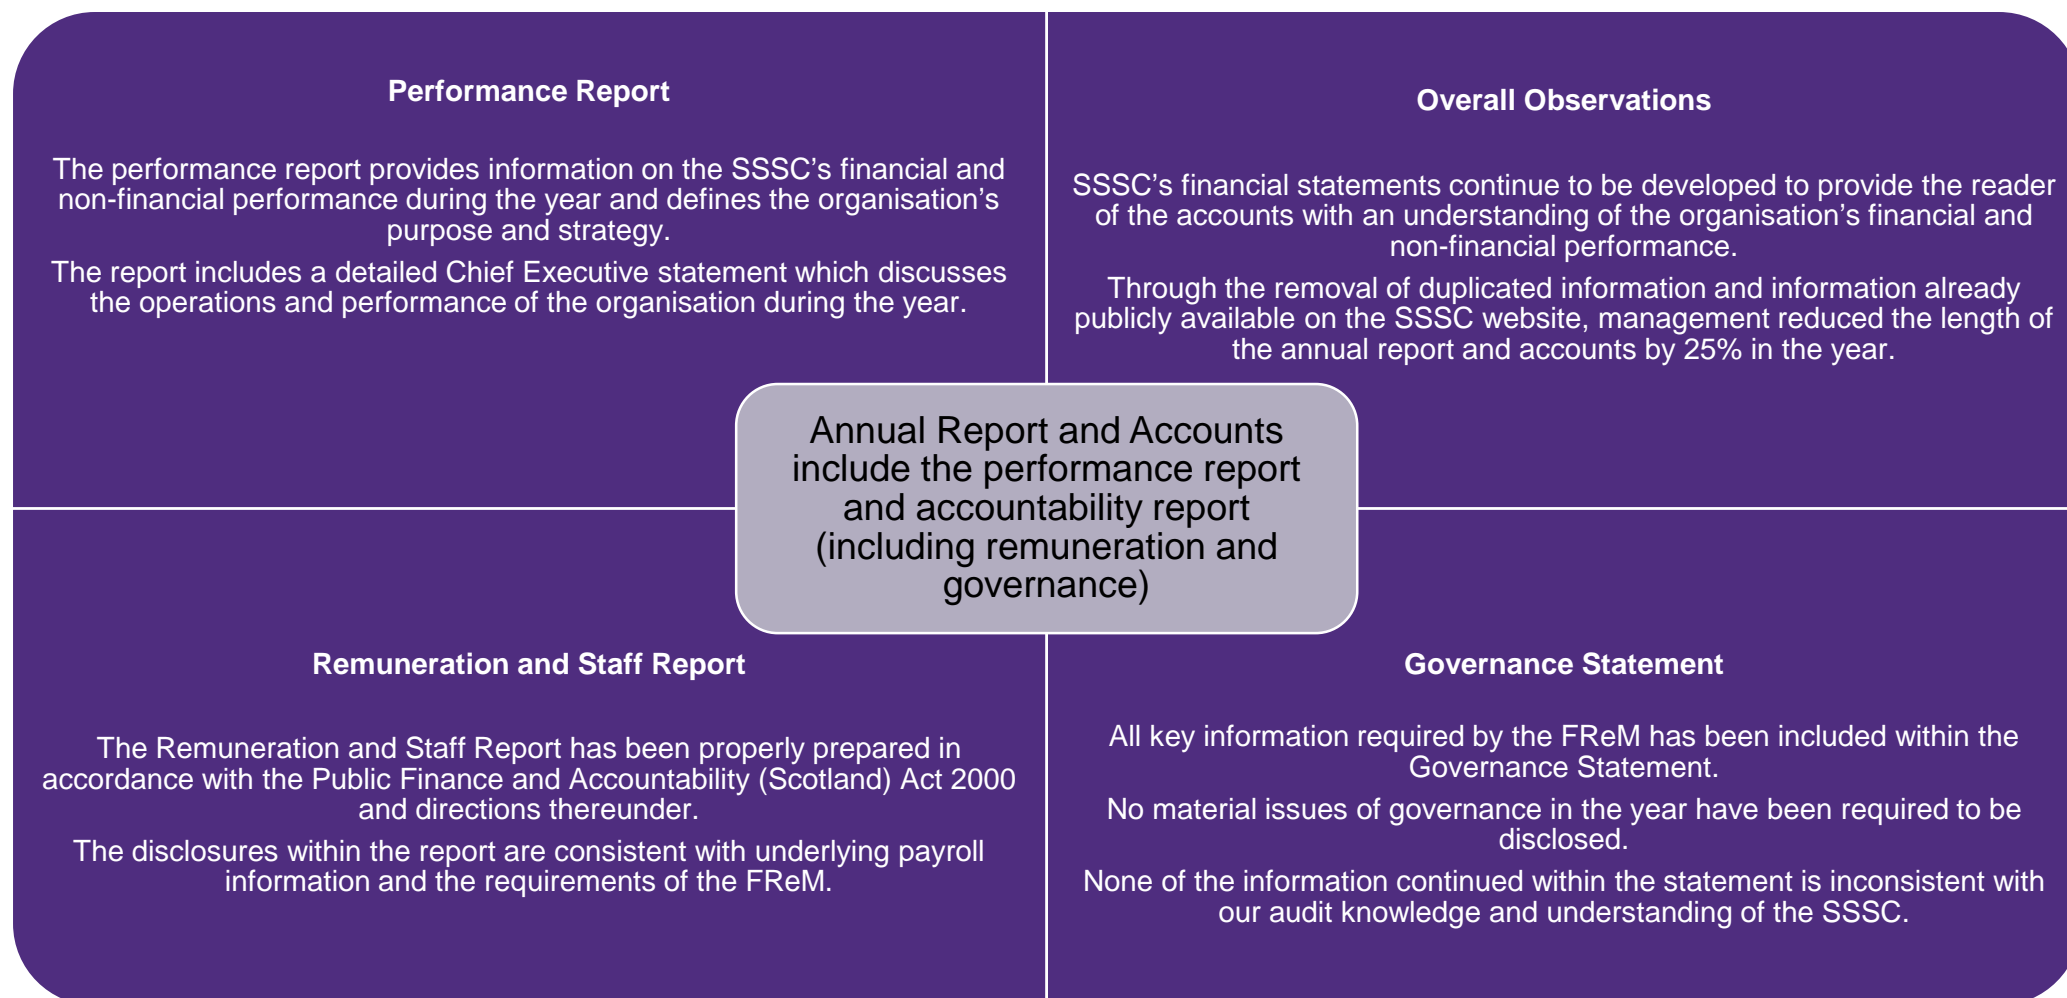 Performance Report
The performance report provides information on the SSSC’s financial and
non-financial performance during the year and defines the organisation’s
purpose and strategy.
The report includes a detailed Chief Executive statement which discusses
the operations and performance of the organisation during the year.
Overall Observations
SSSC’s financial statements continue to be developed to provide the reader
of the accounts with an understanding of the organisation’s financial and
non-financial performance.
Through the removal of duplicated information and information already
publicly available on the SSSC website, management reduced the length of
the annual report and accounts by 25% in the year.
Annual Report and Accounts
include the performance report
and accountability report
(including remuneration and
governance)
Remuneration and Staff Report
The Remuneration and Staff Report has been properly prepared in
accordance with the Public Finance and Accountability (Scotland) Act 2000
and directions thereunder.
The disclosures within the report are consistent with underlying payroll
information and the requirements of the FReM.
Governance Statement
All key information required by the FReM has been included within the
Governance Statement.
No material issues of governance in the year have been required to be
disclosed.
None of the information continued within the statement is inconsistent with
our audit knowledge and understanding of the SSSC.